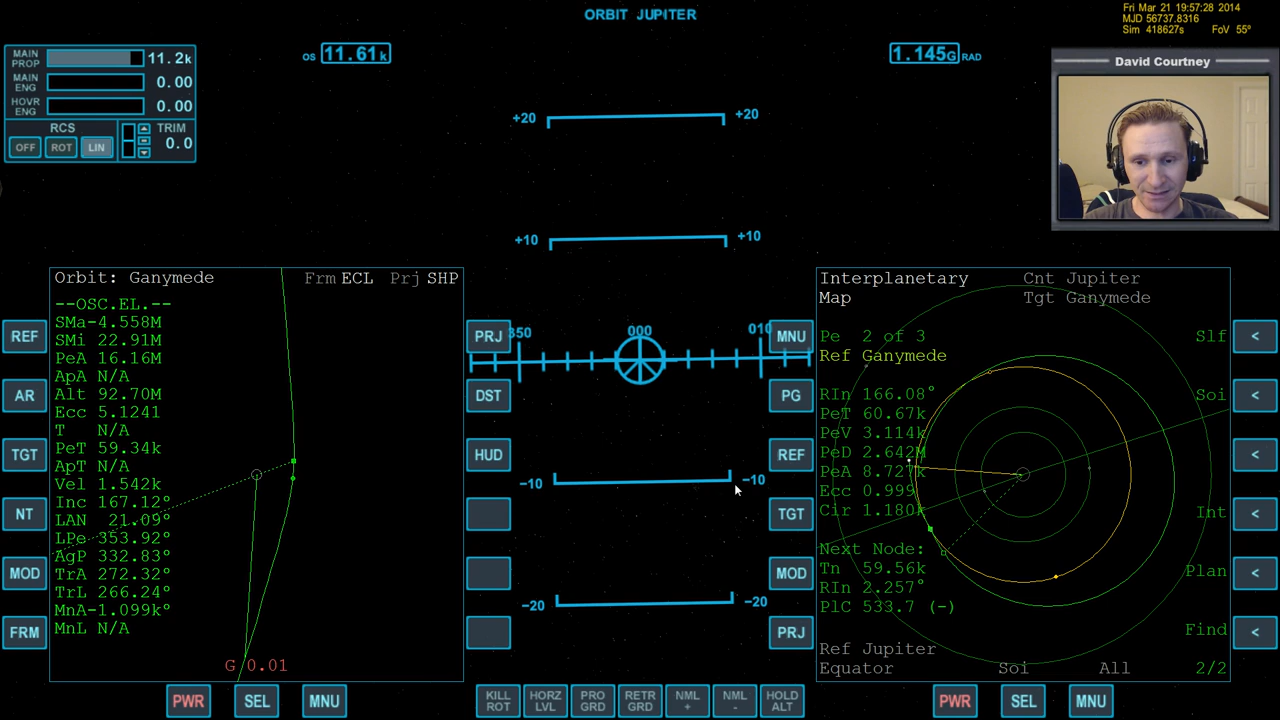 ORBIT JUPITER
Fri Mar 21 19:57:28 2014
MJD 56737.8316
Sim 418627s FoV 55°
MAIN PROP 11.2k
MAIN ENG 0.00
HOVR ENG 0.00
RCS TRIM
OFF ROT LIN 0.0
OS 11.61k
1.145G RAD
David Courtney
+20 +20
+10 +10
350 000 010
-10 -10
-20 -20
Orbit: Ganymede Frm ECL Prj SHP
--OSC.EL.--
SMa-4.558M
SMi 22.91M
PeA 16.16M
ApA N/A
Alt 92.70M
Ecc 5.1241
T N/A
PeT 59.34k
ApT N/A
Vel 1.542k
Inc 167.12°
LAN 21.09°
LPe 353.92°
AgP 332.83°
TrA 272.32°
TrL 266.24°
MnA-1.099k°
MnL N/A
G 0.01
REF
AR
TGT
NT
MOD
FRM
PRJ
DST
HUD
PWR SEL MNU
KILL ROT
HORZ LVL
PRO GRD
RETR GRD
NML +
NML -
HOLD ALT
MNU
PG
REF
TGT
MOD
PRJ
Interplanetary Cnt Jupiter
Map Tgt Ganymede
Pe 2 of 3 Slf <
Ref Ganymede
RIn 166.08° Soi <
PeT 60.67k
PeV 3.114k
PeD 2.642M <
PeA 8.727k
Ecc 0.999
Cir 1.180k Int <
Next Node:
Tn 59.56k Plan <
RIn 2.257°
PlC 533.7 (-)
Find <
Ref Jupiter
Equator Soi All 2/2
PWR SEL MNU